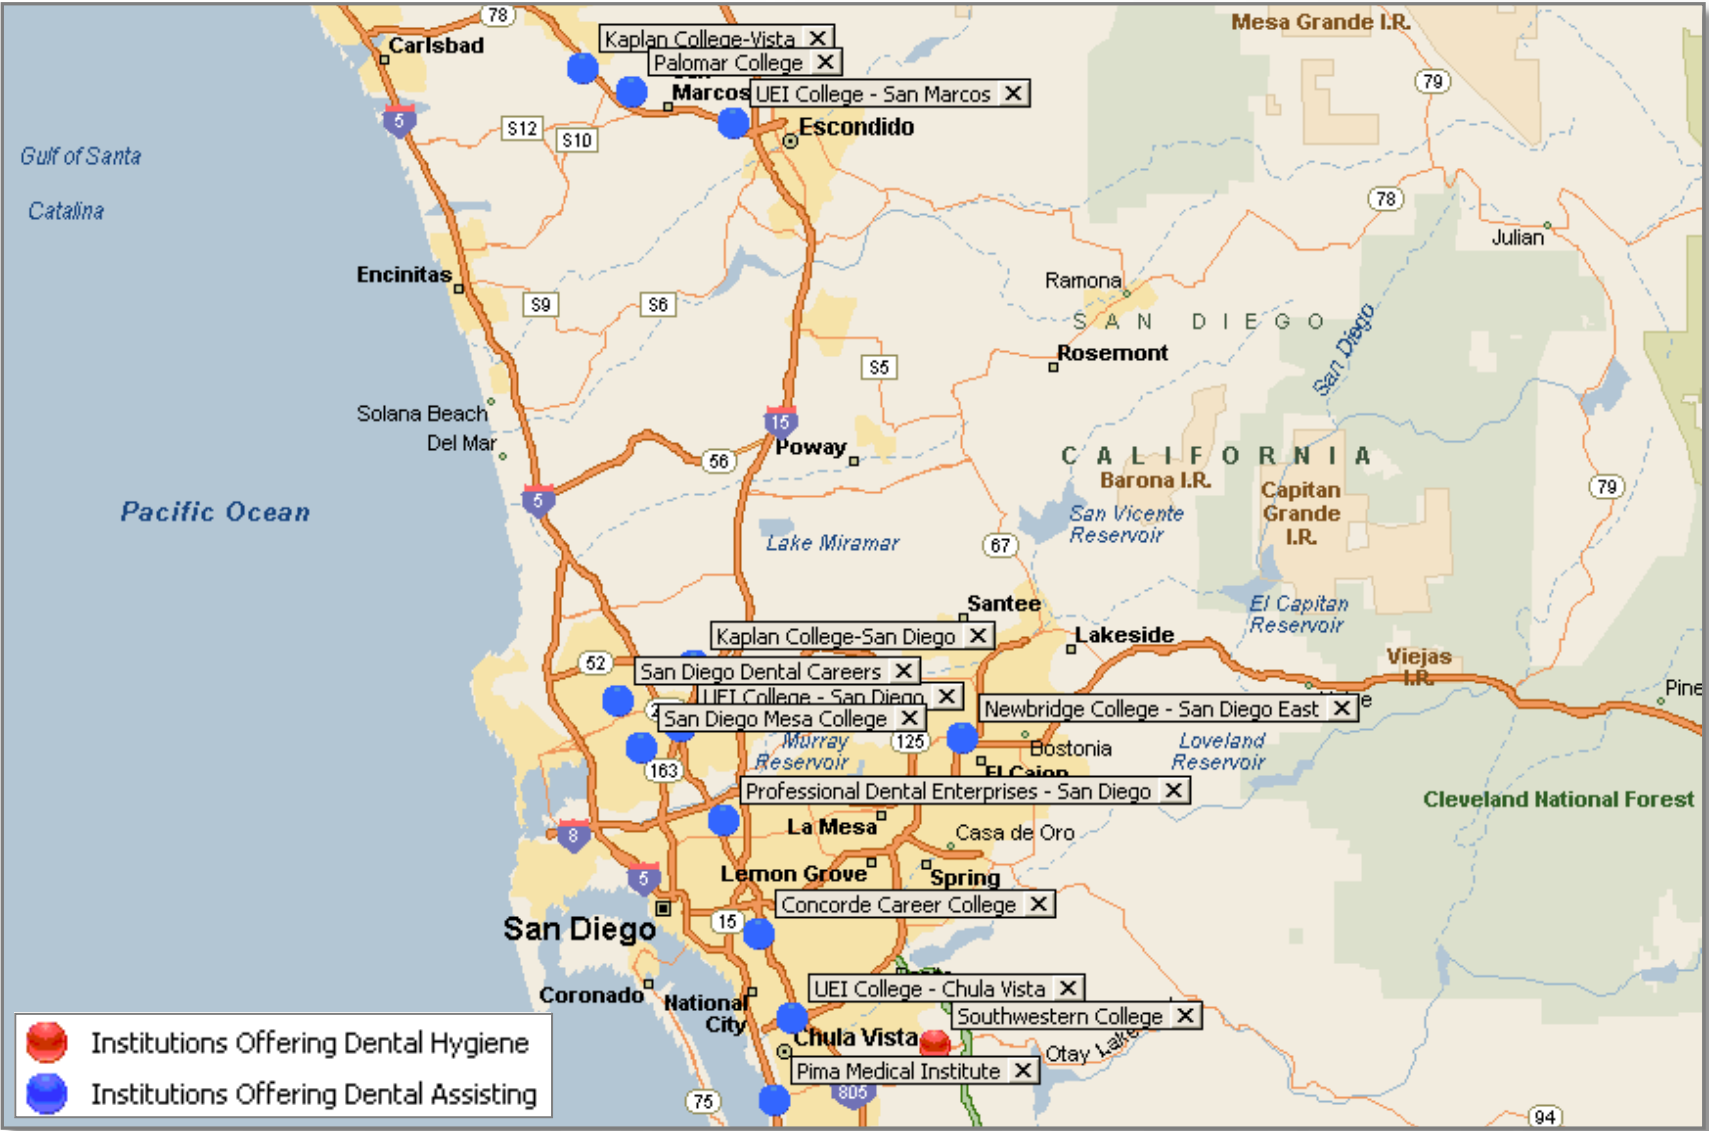 78
Kaplan College-Vista X
Mesa Grande I.R.
Carlsbad
Palomar College X
79
Marcos
UEI College - San Marcos X
5
S12
S10
Escondido
Gulf of Santa
Catalina
78
Julian
Encinitas
Ramona
S9
S6
SAN DIEGO
San Diego
Rosemont
S5
Solana Beach
15
Del Mar
Poway
56
CALIFORNIA
Barona I.R.
Capitan
Grande
I.R.
79
5
Pacific Ocean
San Vicente
Reservoir
Lake Miramar
67
Santee
El Capitan
Reservoir
Kaplan College-San Diego X
Lakeside
52
San Diego Dental Careers X
Viejas
I.R.
Pine
UEI College - San Diego X
San Diego Mesa College X
Newbridge College - San Diego East X
Murray
Reservoir
125
Bostonia
Loveland
Reservoir
163
El Cajon
Professional Dental Enterprises - San Diego X
Cleveland National Forest
8
La Mesa
Casa de Oro
Lemon Grove
Spring
5
Concorde Career College X
San Diego
15
Coronado
National
City
UEI College - Chula Vista X
Southwestern College X
Chula Vista
Otay Lake
Pima Medical Institute X
805
75
94
Institutions Offering Dental Hygiene
Institutions Offering Dental Assisting